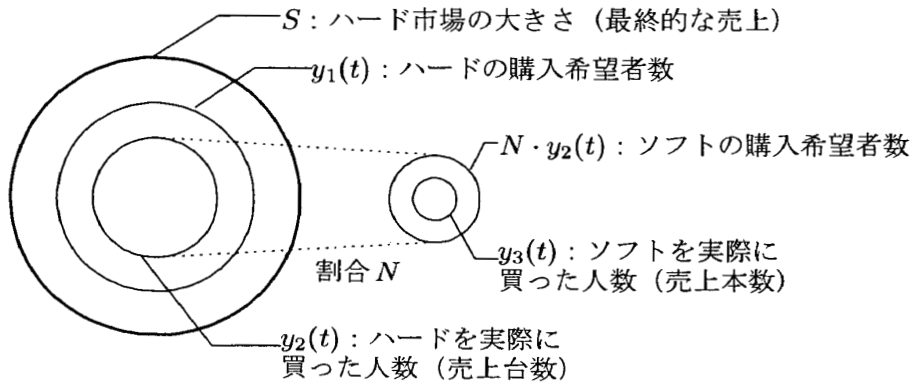 S：ハード市場の大きさ（最終的な売上）
y₁(t)：ハードの購入希望者数
N・y₂(t)：ソフトの購入希望者数
y₃(t)：ソフトを実際に
買った人数（売上本数）
割合N
y₂(t)：ハードを実際に
買った人数（売上台数）